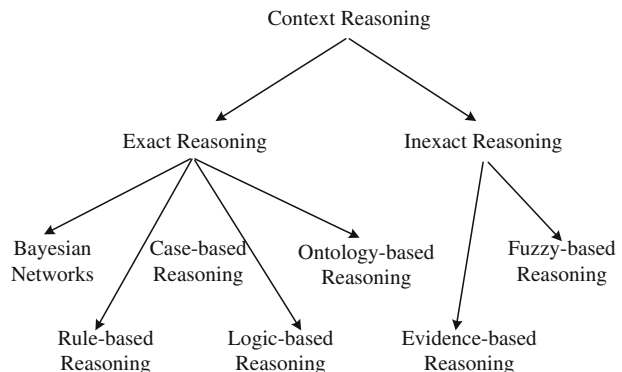 Context Reasoning
Exact Reasoning
Inexact Reasoning
Bayesian
Networks
Case-based
Reasoning
Ontology-based
Reasoning
Fuzzy-based
Reasoning
Rule-based
Reasoning
Logic-based
Reasoning
Evidence-based
Reasoning